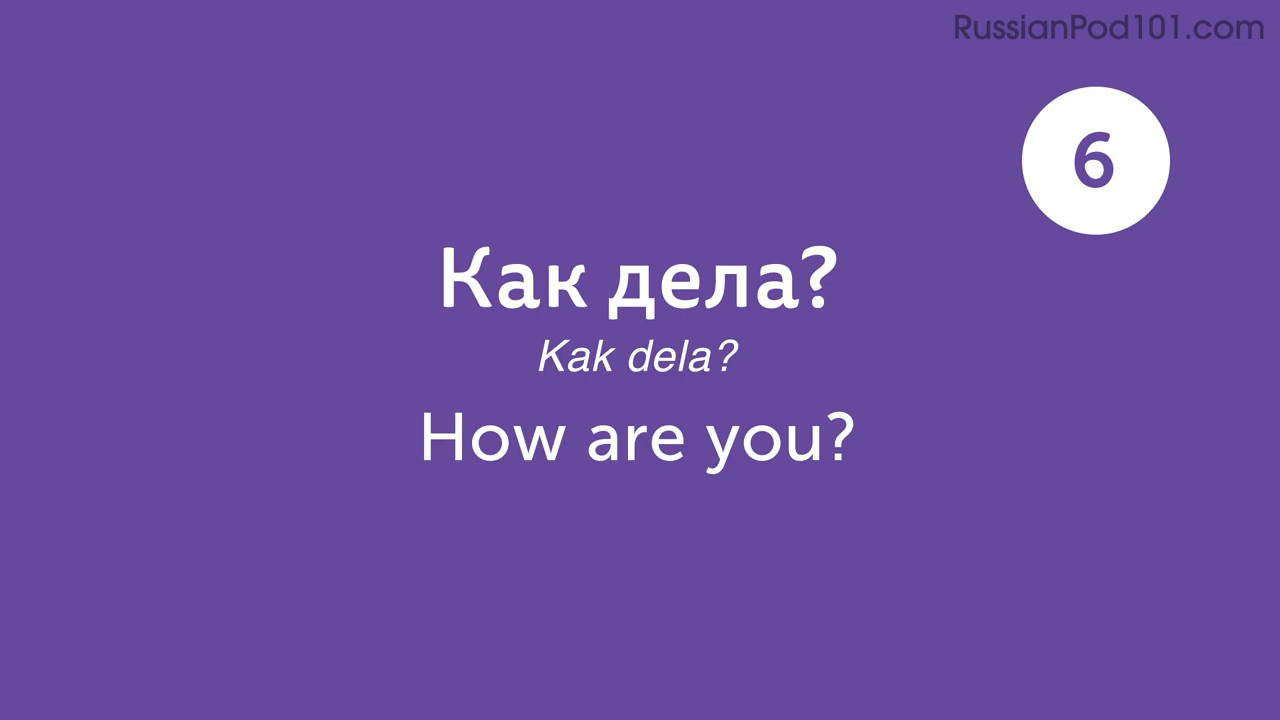 RussianPod101.com
6
Как дела?
Kak dela?
How are you?